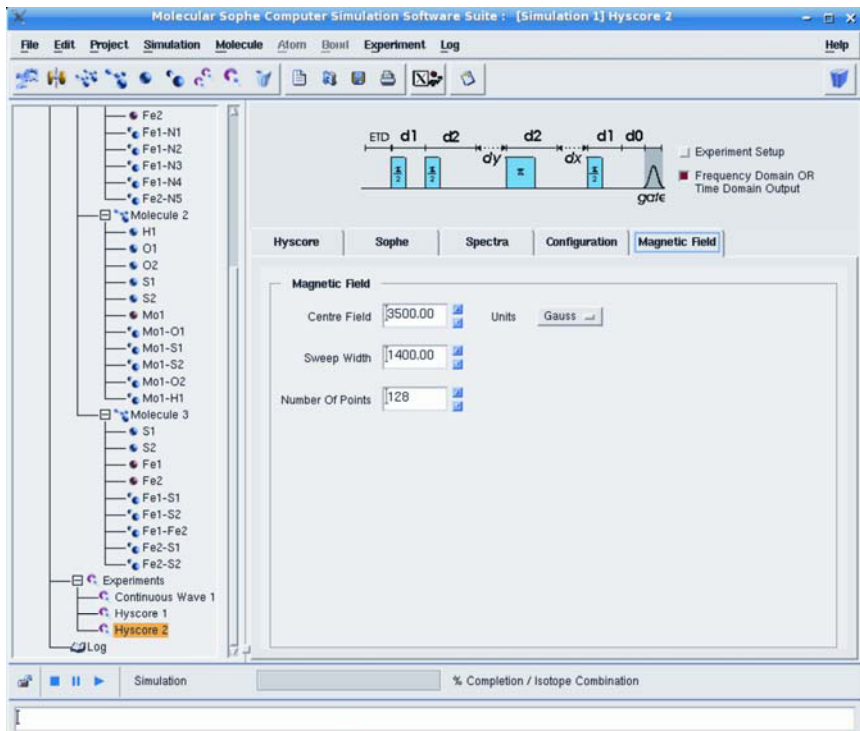 Molecular Sophe Computer Simulation Software Suite : [Simulation 1] Hyscore 2
File Edit Project Simulation Molecule Atom Bond Experiment Log Help
Fe2
Fe1-N1
Fe1-N2
Fe1-N3
Fe1-N4
Fe2-N5
Molecule 2
H1
O1
O2
S1
S2
Mo1
Mo1-O1
Mo1-S1
Mo1-S2
Mo1-O2
Mo1-H1
Molecule 3
S1
S2
Fe1
Fe2
Fe1-S1
Fe1-S2
Fe1-Fe2
Fe2-S1
Fe2-S2
Experiments
Continuous Wave 1
Hyscore 1
Hyscore 2
Log
ETD d1 d2 d2 d1 d0
dy dx
π/2 π/2 π π/2
gate
Experiment Setup
Frequency Domain OR
Time Domain Output
Hyscore Sophe Spectra Configuration Magnetic Field
Magnetic Field
Centre Field 3500.00 Units Gauss
Sweep Width 1400.00
Number Of Points 128
Simulation % Completion / Isotope Combination